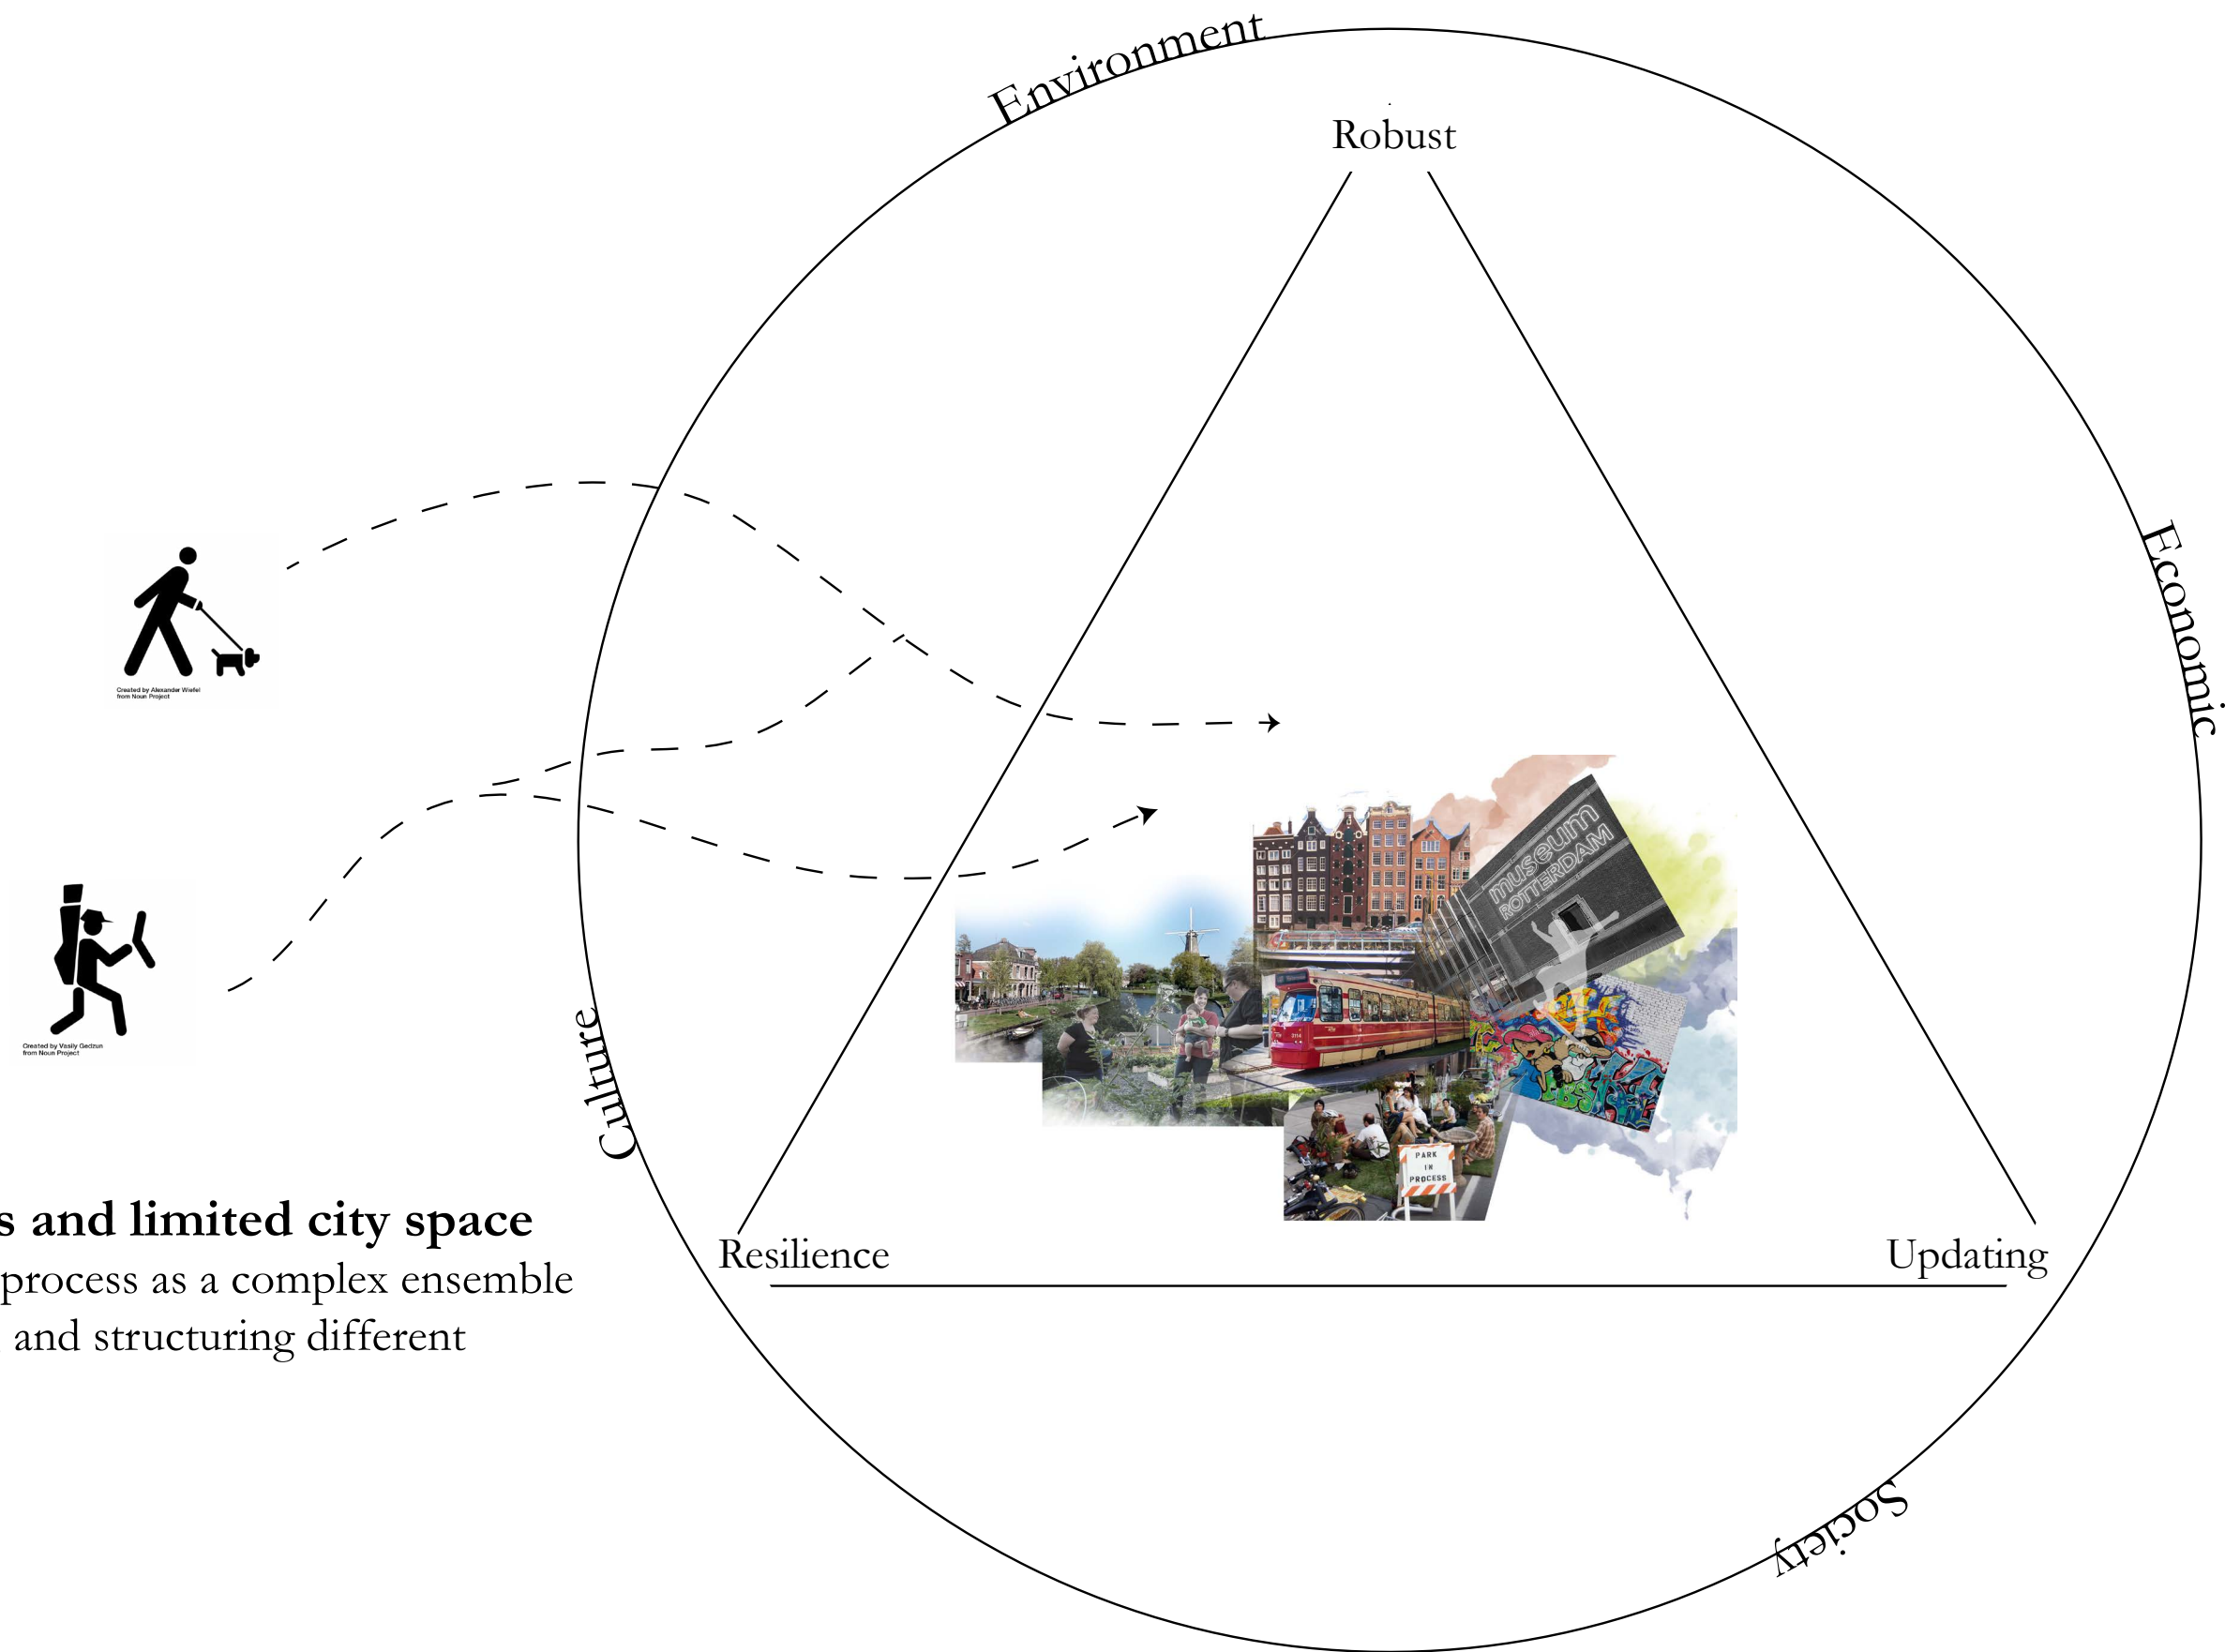 Environment
Robust
Economic
Created by Alexander Wiefel
from Noun Project
museum
ROTTERDAM
Culture
Created by Vasily Gedzun
from Noun Project
PARK
IN
PROCESS
s and limited city space
process as a complex ensemble
and structuring different
Resilience
Updating
Society